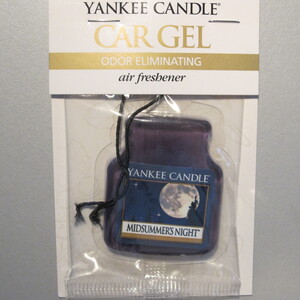 YANKEE CANDLE®
CAR GEL
ODOR ELIMINATING
air freshener
YANKEE CANDLE®
MIDSUMMER'S NIGHT®